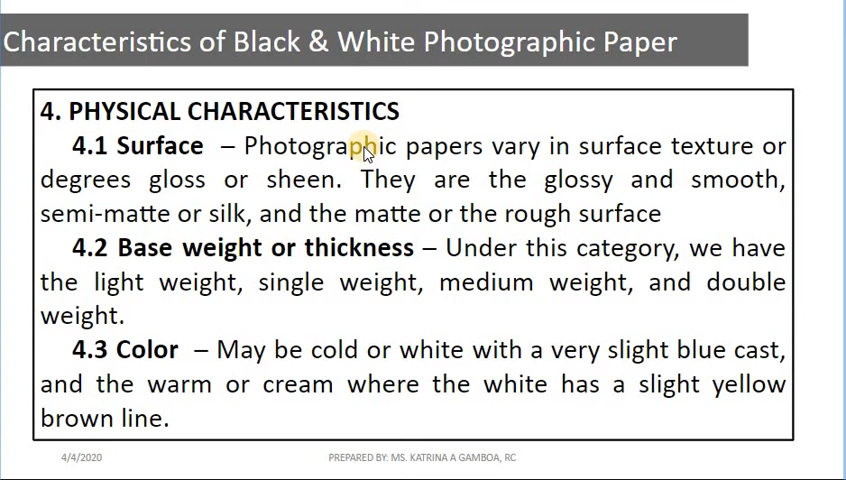 Characteristics of Black & White Photographic Paper
4. PHYSICAL CHARACTERISTICS
4.1 Surface – Photographic papers vary in surface texture or
degrees gloss or sheen. They are the glossy and smooth,
semi-matte or silk, and the matte or the rough surface
4.2 Base weight or thickness – Under this category, we have
the light weight, single weight, medium weight, and double
weight.
4.3 Color – May be cold or white with a very slight blue cast,
and the warm or cream where the white has a slight yellow
brown line.
4/4/2020
PREPARED BY: MS. KATRINA A GAMBOA, RC